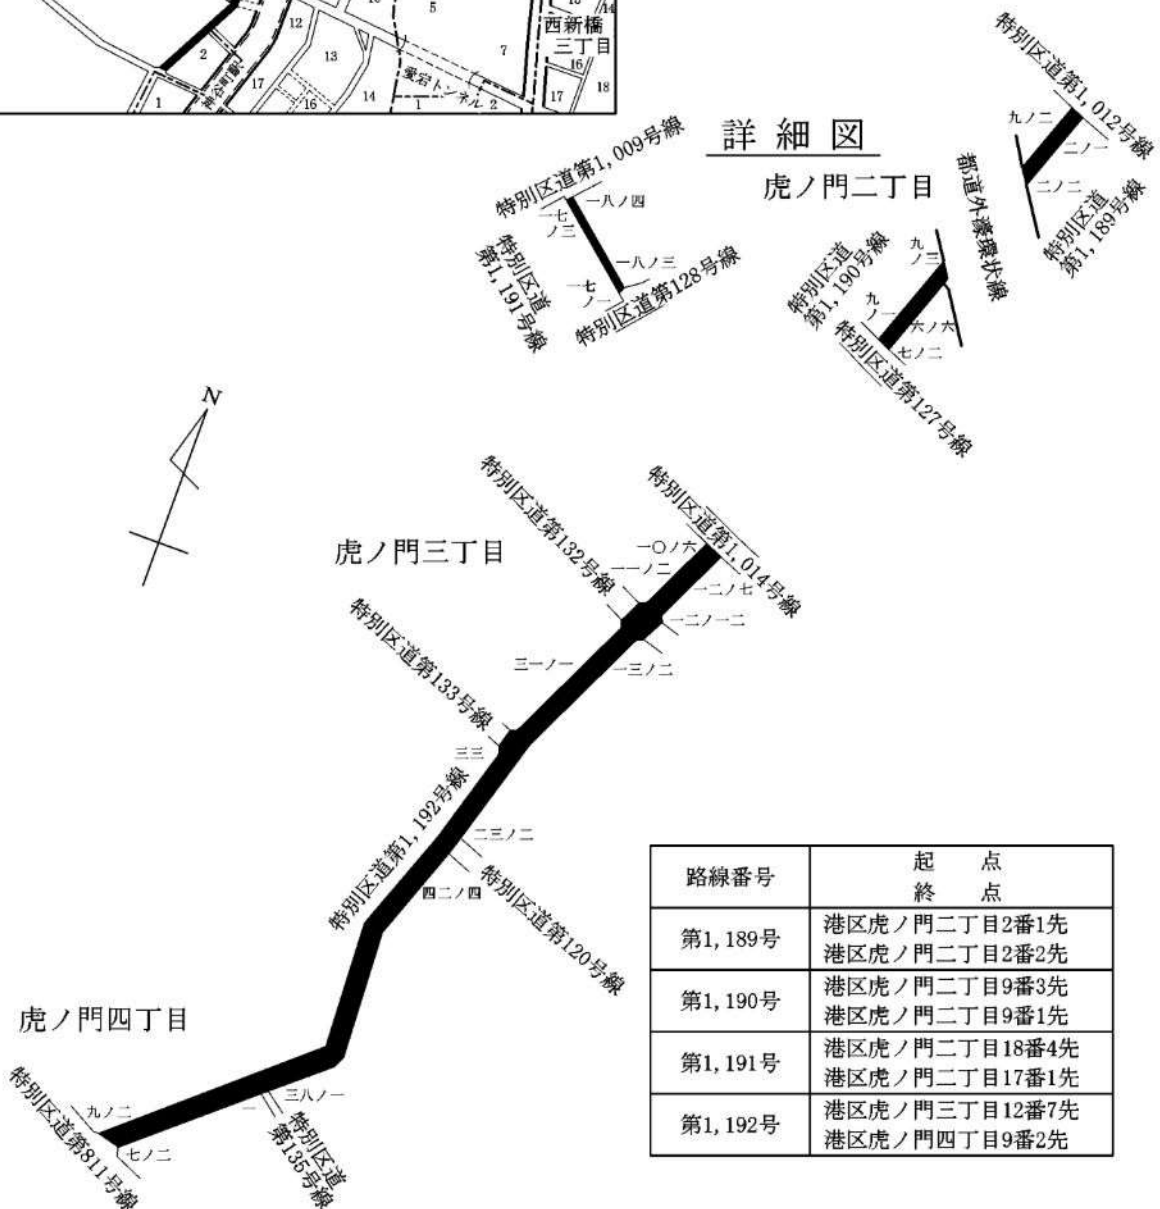 12
5
西新橋
三丁目
14
2
13
7
16
神谷町駅
17
愛宕トンネル
18
1
16
14
1
2
17
詳細図
特別区道第1,009号線
一八ノ四
一七
ノ三
特別区道
第1,191号線
一八ノ三
一七
ノ一
特別区道第128号線
虎ノ門二丁目
特別区道第1,012号線
九ノ二
二ノ一
二ノ二
特別区道
第1,189号線
都道外濠環状線
九
ノ三
特別区道
第1,190号線
九
ノ一
六ノ六
七ノ二
特別区道第127号線
N
虎ノ門三丁目
特別区道第1,014号線
特別区道第132号線
一〇ノ六
一一ノ二
一二ノ七
一二ノ一二
三一ノ一
一三ノ二
特別区道第133号線
三三
特別区道第1,192号線
二三ノ二
四二ノ四
特別区道第120号線
虎ノ門四丁目
特別区道第811号線
九ノ二
七ノ二
三八ノ一
一
特別区道
第135号線
路線番号 起点
終点
第1,189号 港区虎ノ門二丁目2番1先
港区虎ノ門二丁目2番2先
第1,190号 港区虎ノ門二丁目9番3先
港区虎ノ門二丁目9番1先
第1,191号 港区虎ノ門二丁目18番4先
港区虎ノ門二丁目17番1先
第1,192号 港区虎ノ門三丁目12番7先
港区虎ノ門四丁目9番2先